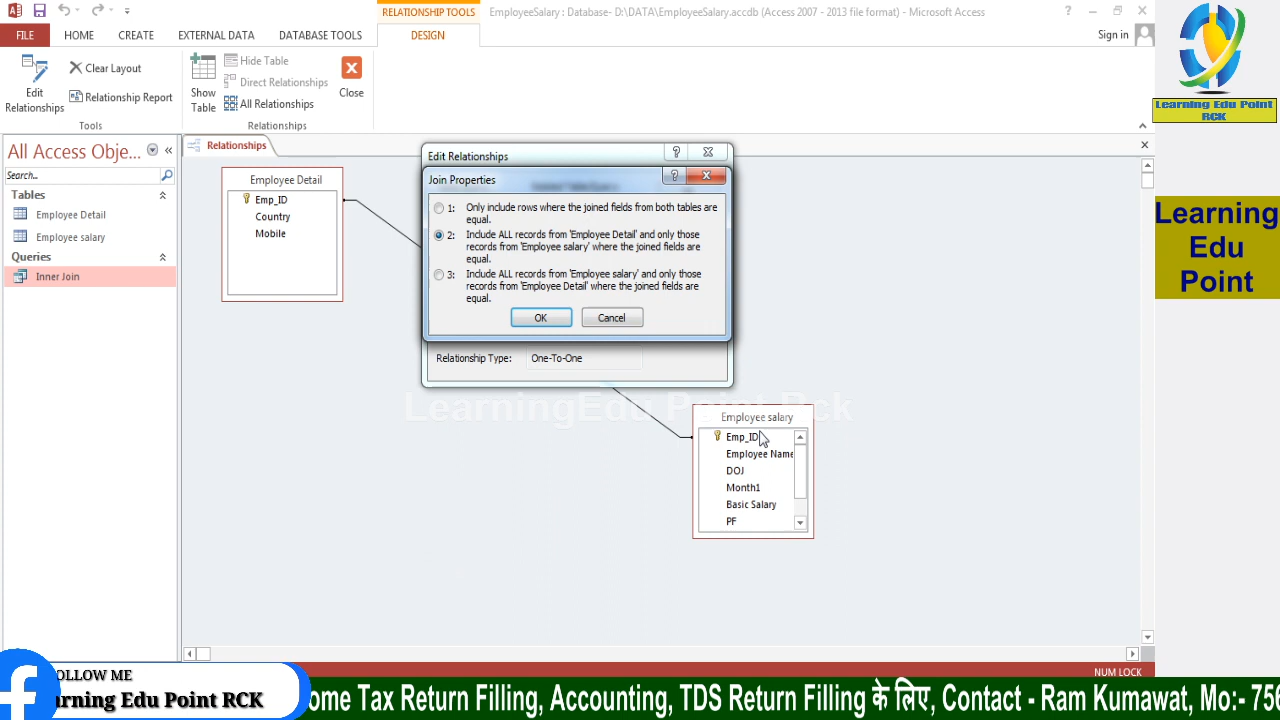 RELATIONSHIP TOOLS
EmployeeSalary : Database- D:\DATA\EmployeeSalary.accdb (Access 2007 - 2013 file format) - Microsoft Access
FILE
HOME
CREATE
EXTERNAL DATA
DATABASE TOOLS
DESIGN
Sign in
Edit
Relationships
Clear Layout
Relationship Report
Tools
Show
Table
Hide Table
Direct Relationships
All Relationships
Close
Relationships
Learning Edu Point
RCK
All Access Obje...
Search...
Tables
Employee Detail
Employee salary
Queries
Inner Join
Relationships
Employee Detail
Emp_ID
Country
Mobile
Edit Relationships
Join Properties
1: Only include rows where the joined fields from both tables are
equal.
2: Include ALL records from 'Employee Detail' and only those
records from 'Employee salary' where the joined fields are
equal.
3: Include ALL records from 'Employee salary' and only those
records from 'Employee Detail' where the joined fields are
equal.
OK
Cancel
Relationship Type: One-To-One
LearningEdu Point Rck
Employee salary
Emp_ID
Employee Name
DOJ
Month1
Basic Salary
PF
Learning
Edu
Point
NUM LOCK
FOLLOW ME
earning Edu Point RCK
ome Tax Return Filling, Accounting, TDS Return Filling के लिए, Contact - Ram Kumawat, Mo:- 756